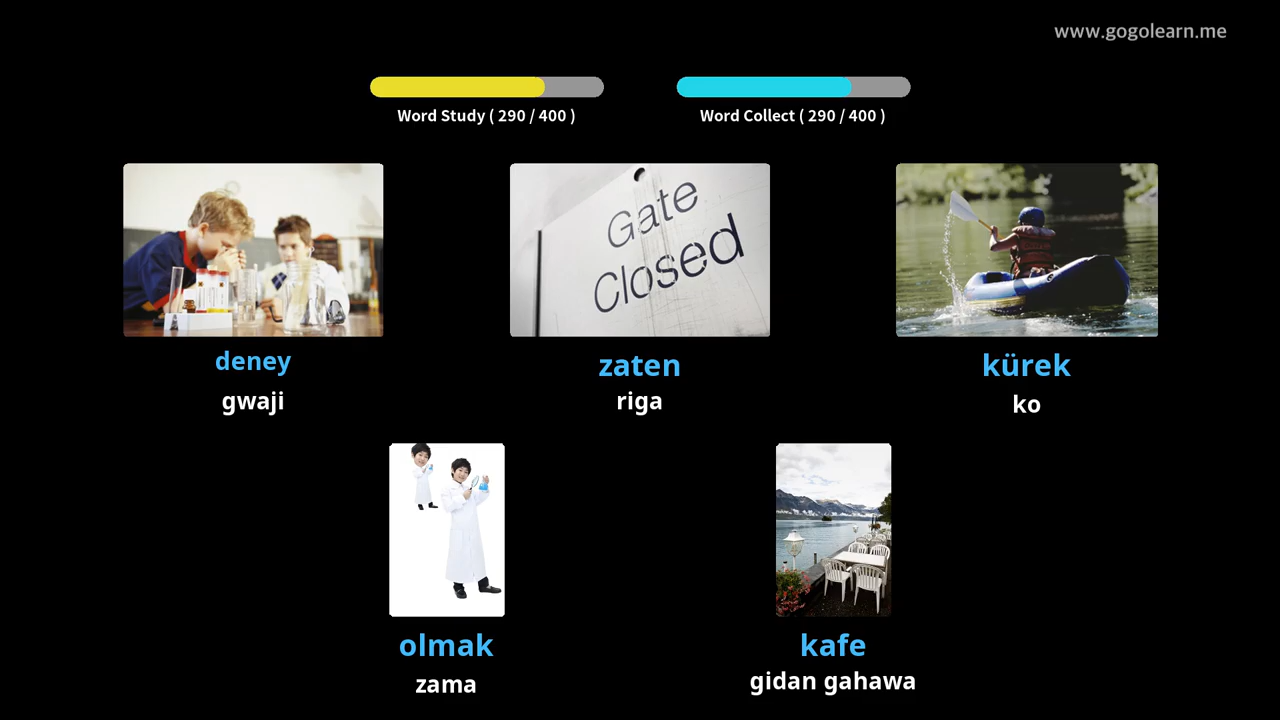 www.gogolearn.me
Word Study ( 290 / 400 )
Word Collect ( 290 / 400 )
Gate
Closed
deney
zaten
kürek
gwaji
riga
ko
olmak
kafe
zama
gidan gahawa